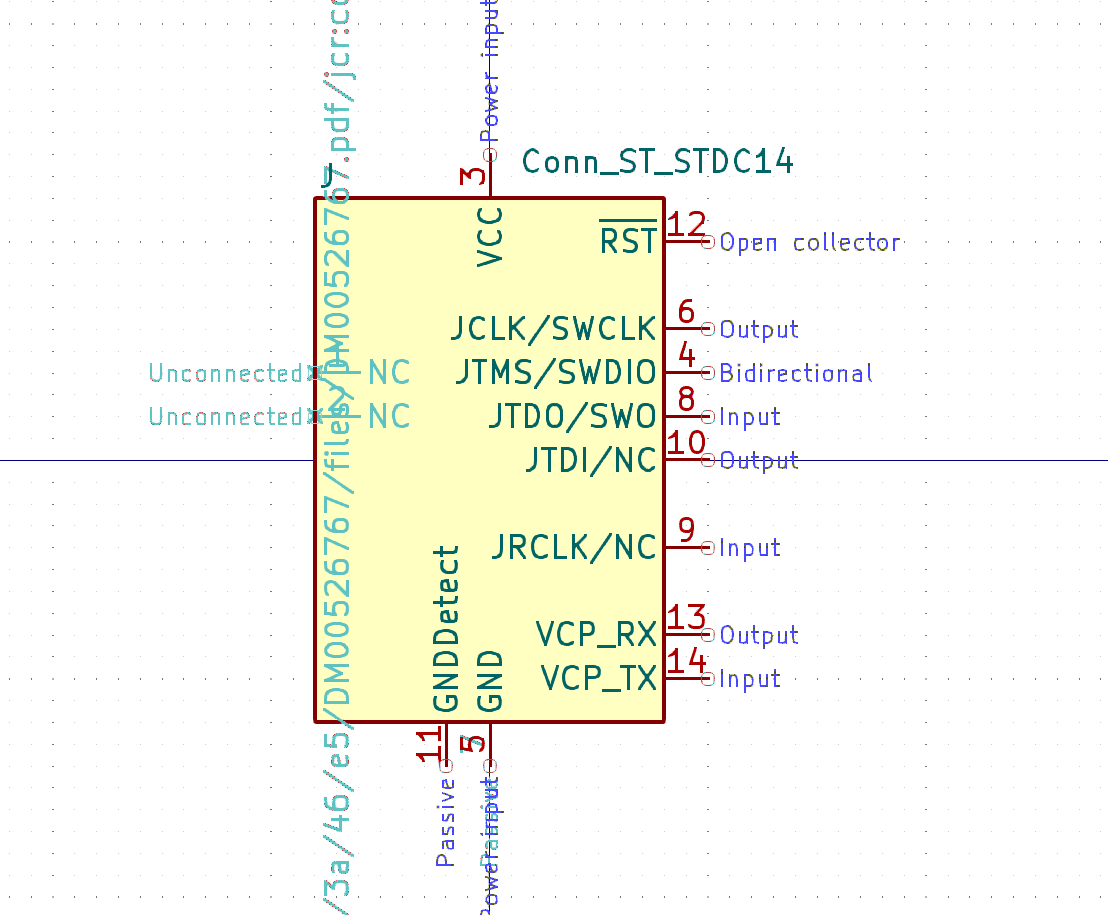 /3a/46/e5/DM00526767/files/DM00526767.pdf/jcr:co
Power input
3
Conn_ST_STDC14
J
VCC
RST
12
Open collector
JCLK/SWCLK
6
Output
Unconnected
NC
JTMS/SWDIO
4
Bidirectional
Unconnected
NC
JTDO/SWO
8
Input
JTDI/NC
10
Output
JRCLK/NC
9
Input
GNDDetect
GND
VCP_RX
13
Output
VCP_TX
14
Input
11
5
Passive
Power input
Passive